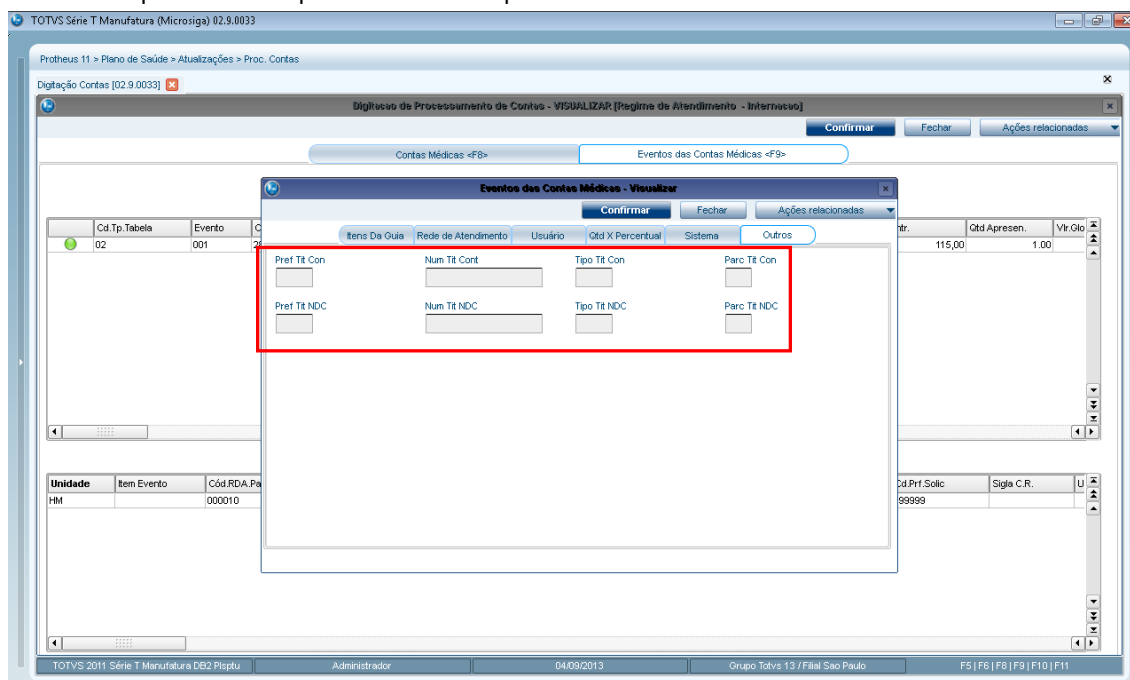 TOTVS Série T Manufatura (Microsiga) 02.9.0033
Protheus 11 > Plano de Saúde > Atualizações > Proc. Contas
Digitação Contas [02.9.0033]
Digitacao de Processamento de Contas - VISUALIZAR [Regime de Atendimento - Internacao]
Confirmar Fechar Ações relacionadas
Contas Médicas <F8> Eventos das Contas Médicas <F9>
Eventos das Contas Médicas - Visualizar
Confirmar Fechar Ações relacionadas
Itens Da Guia Rede de Atendimento Usuário Qtd X Percentual Sistema Outros
Cd.Tp.Tabela Evento Qtd Apresen. Vlr.Glo
02 001 115,00 1.00
Pref Tit Con Num Tit Cont Tipo Tit Con Parc Tit Con
Pref Tit NDC Num Tit NDC Tipo Tit NDC Parc Tit NDC
Unidade Item Evento Cód.RDA.Pa Cd.Prf.Solic Sigla C.R. U
HM 000010 99999
TOTVS 2011 Série T Manufatura DB2 Plsptu Administrador 04/09/2013 Grupo Totvs 13 / Filial Sao Paulo F5 | F6 | F8 | F9 | F10 | F11